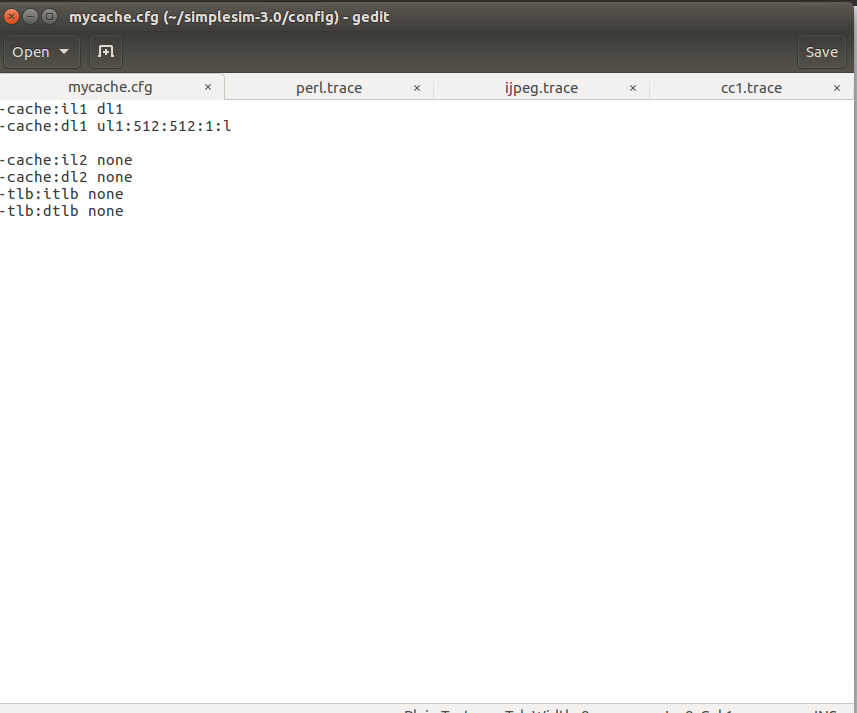 mycache.cfg (~/simplesim-3.0/config) - gedit
Open
Save
mycache.cfg × perl.trace × ijpeg.trace × cc1.trace ×
-cache:il1 dl1
-cache:dl1 ul1:512:512:1:l
-cache:il2 none
-cache:dl2 none
-tlb:itlb none
-tlb:dtlb none